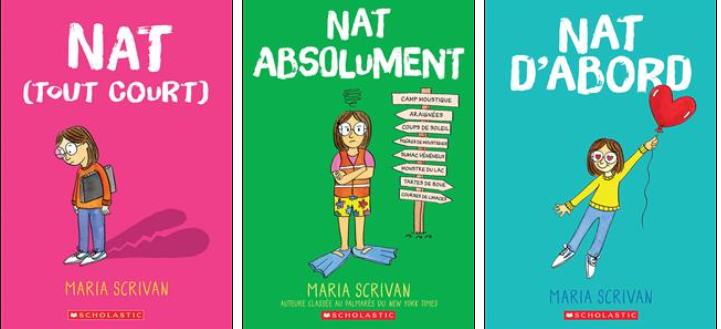 NAT
(TOUT COURT)
MARIA SCRIVAN
SCHOLASTIC
NAT
ABSOLUMENT
CAMP MOUSTIQUE
ARAIGNÉES
COUPS DE SOLEIL
PIQÛRES DE MOUSTIQUES
SUMAC VÉNÉNEUX
MONSTRE DU LAC
TARTES DE BOUE
COURSES DE LIMACES
MARIA SCRIVAN
AUTEURE CLASSÉE AU PALMARÈS DU NEW YORK TIMES
SCHOLASTIC
NAT
D'ABORD
MARIA SCRIVAN
SCHOLASTIC